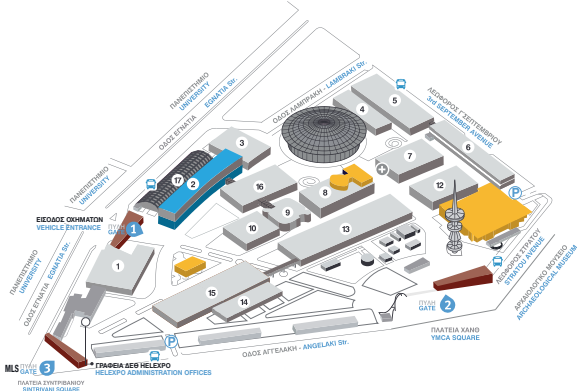 ΠΑΝΕΠΙΣΤΗΜΙΟ
UNIVERSITY
ΟΔΟΣ ΕΓΝΑΤΙΑ
EGNATIA Str.
ΟΔΟΣ ΛΑΜΠΡΑΚΗ - LAMBRAKI Str.
ΛΕΩΦΟΡΟΣ Γ ΣΕΠΤΕΜΒΡΙΟΥ
3rd SEPTEMBER AVENUE
5
4
3
6
7
17
2
16
8
12
9
P
10
13
ΠΑΝΕΠΙΣΤΗΜΙΟ
UNIVERSITY
ΕΙΣΟΔΟΣ ΟΧΗΜΑΤΩΝ
VEHICLE ENTRANCE
ΠΥΛΗ
GATE 1
1
ΠΑΝΕΠΙΣΤΗΜΙΟ
UNIVERSITY
ΟΔΟΣ ΕΓΝΑΤΙΑ
EGNATIA Str.
15
14
ΛΕΩΦΟΡΟΣ ΣΤΡΑΤΟΥ
STRATOU AVENUE
ΑΡΧΑΙΟΛΟΓΙΚΟ ΜΟΥΣΕΙΟ
ARCHAEOLOGICAL MUSEUM
ΠΥΛΗ
GATE 2
ΠΛΑΤΕΙΑ ΧΑΝΘ
YMCA SQUARE
P
ΟΔΟΣ ΑΓΓΕΛΑΚΗ - ANGELAKI Str.
MLS ΠΥΛΗ
GATE 3
ΓΡΑΦΕΙΑ ΔΕΘ HELEXPO
HELEXPO ADMINISTRATION OFFICES
ΠΛΑΤΕΙΑ ΣΥΝΤΡΙΒΑΝΙΟΥ
SINTRIVANI SQUARE